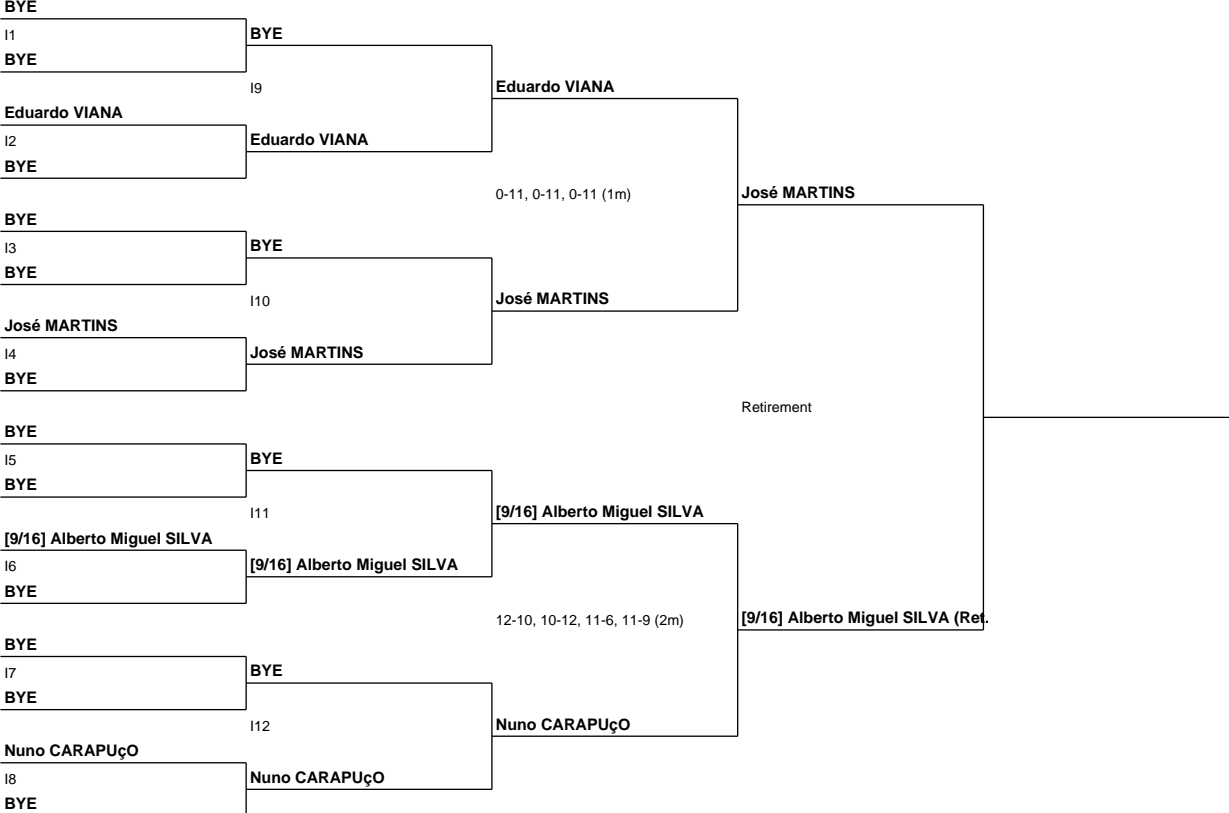 BYE
I1
BYE
BYE
I9
Eduardo VIANA
Eduardo VIANA
I2
Eduardo VIANA
BYE
0-11, 0-11, 0-11 (1m)
José MARTINS
BYE
I3
BYE
BYE
I10
José MARTINS
José MARTINS
I4
José MARTINS
BYE
Retirement
BYE
I5
BYE
BYE
I11
[9/16] Alberto Miguel SILVA
[9/16] Alberto Miguel SILVA
I6
[9/16] Alberto Miguel SILVA
BYE
12-10, 10-12, 11-6, 11-9 (2m)
[9/16] Alberto Miguel SILVA (Ret.
BYE
I7
BYE
BYE
I12
Nuno CARAPUçO
Nuno CARAPUçO
I8
Nuno CARAPUçO
BYE